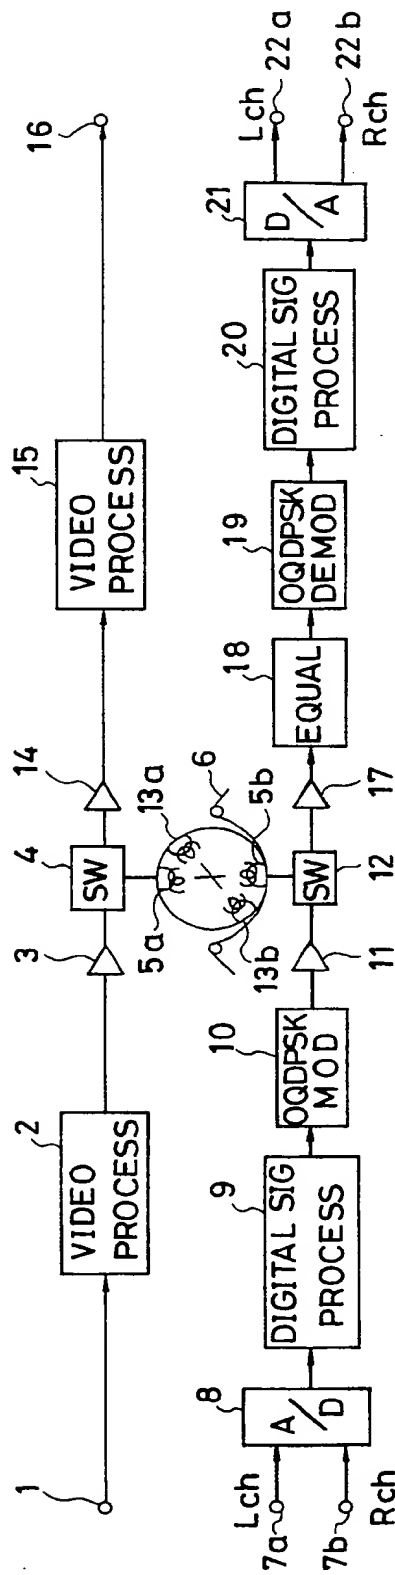 1
2
VIDEO
PROCESS
3
4
SW
14
15
VIDEO
PROCESS
16
5a
13a
6
5b
13b
Lch
7a
7b
Rch
8
A/D
9
DIGITAL SIG
PROCESS
10
OQDPSK
MOD
11
SW
12
17
18
EQUAL
19
OQDPSK
DEMOD
20
DIGITAL SIG
PROCESS
21
D/A
Lch
22a
22b
Rch